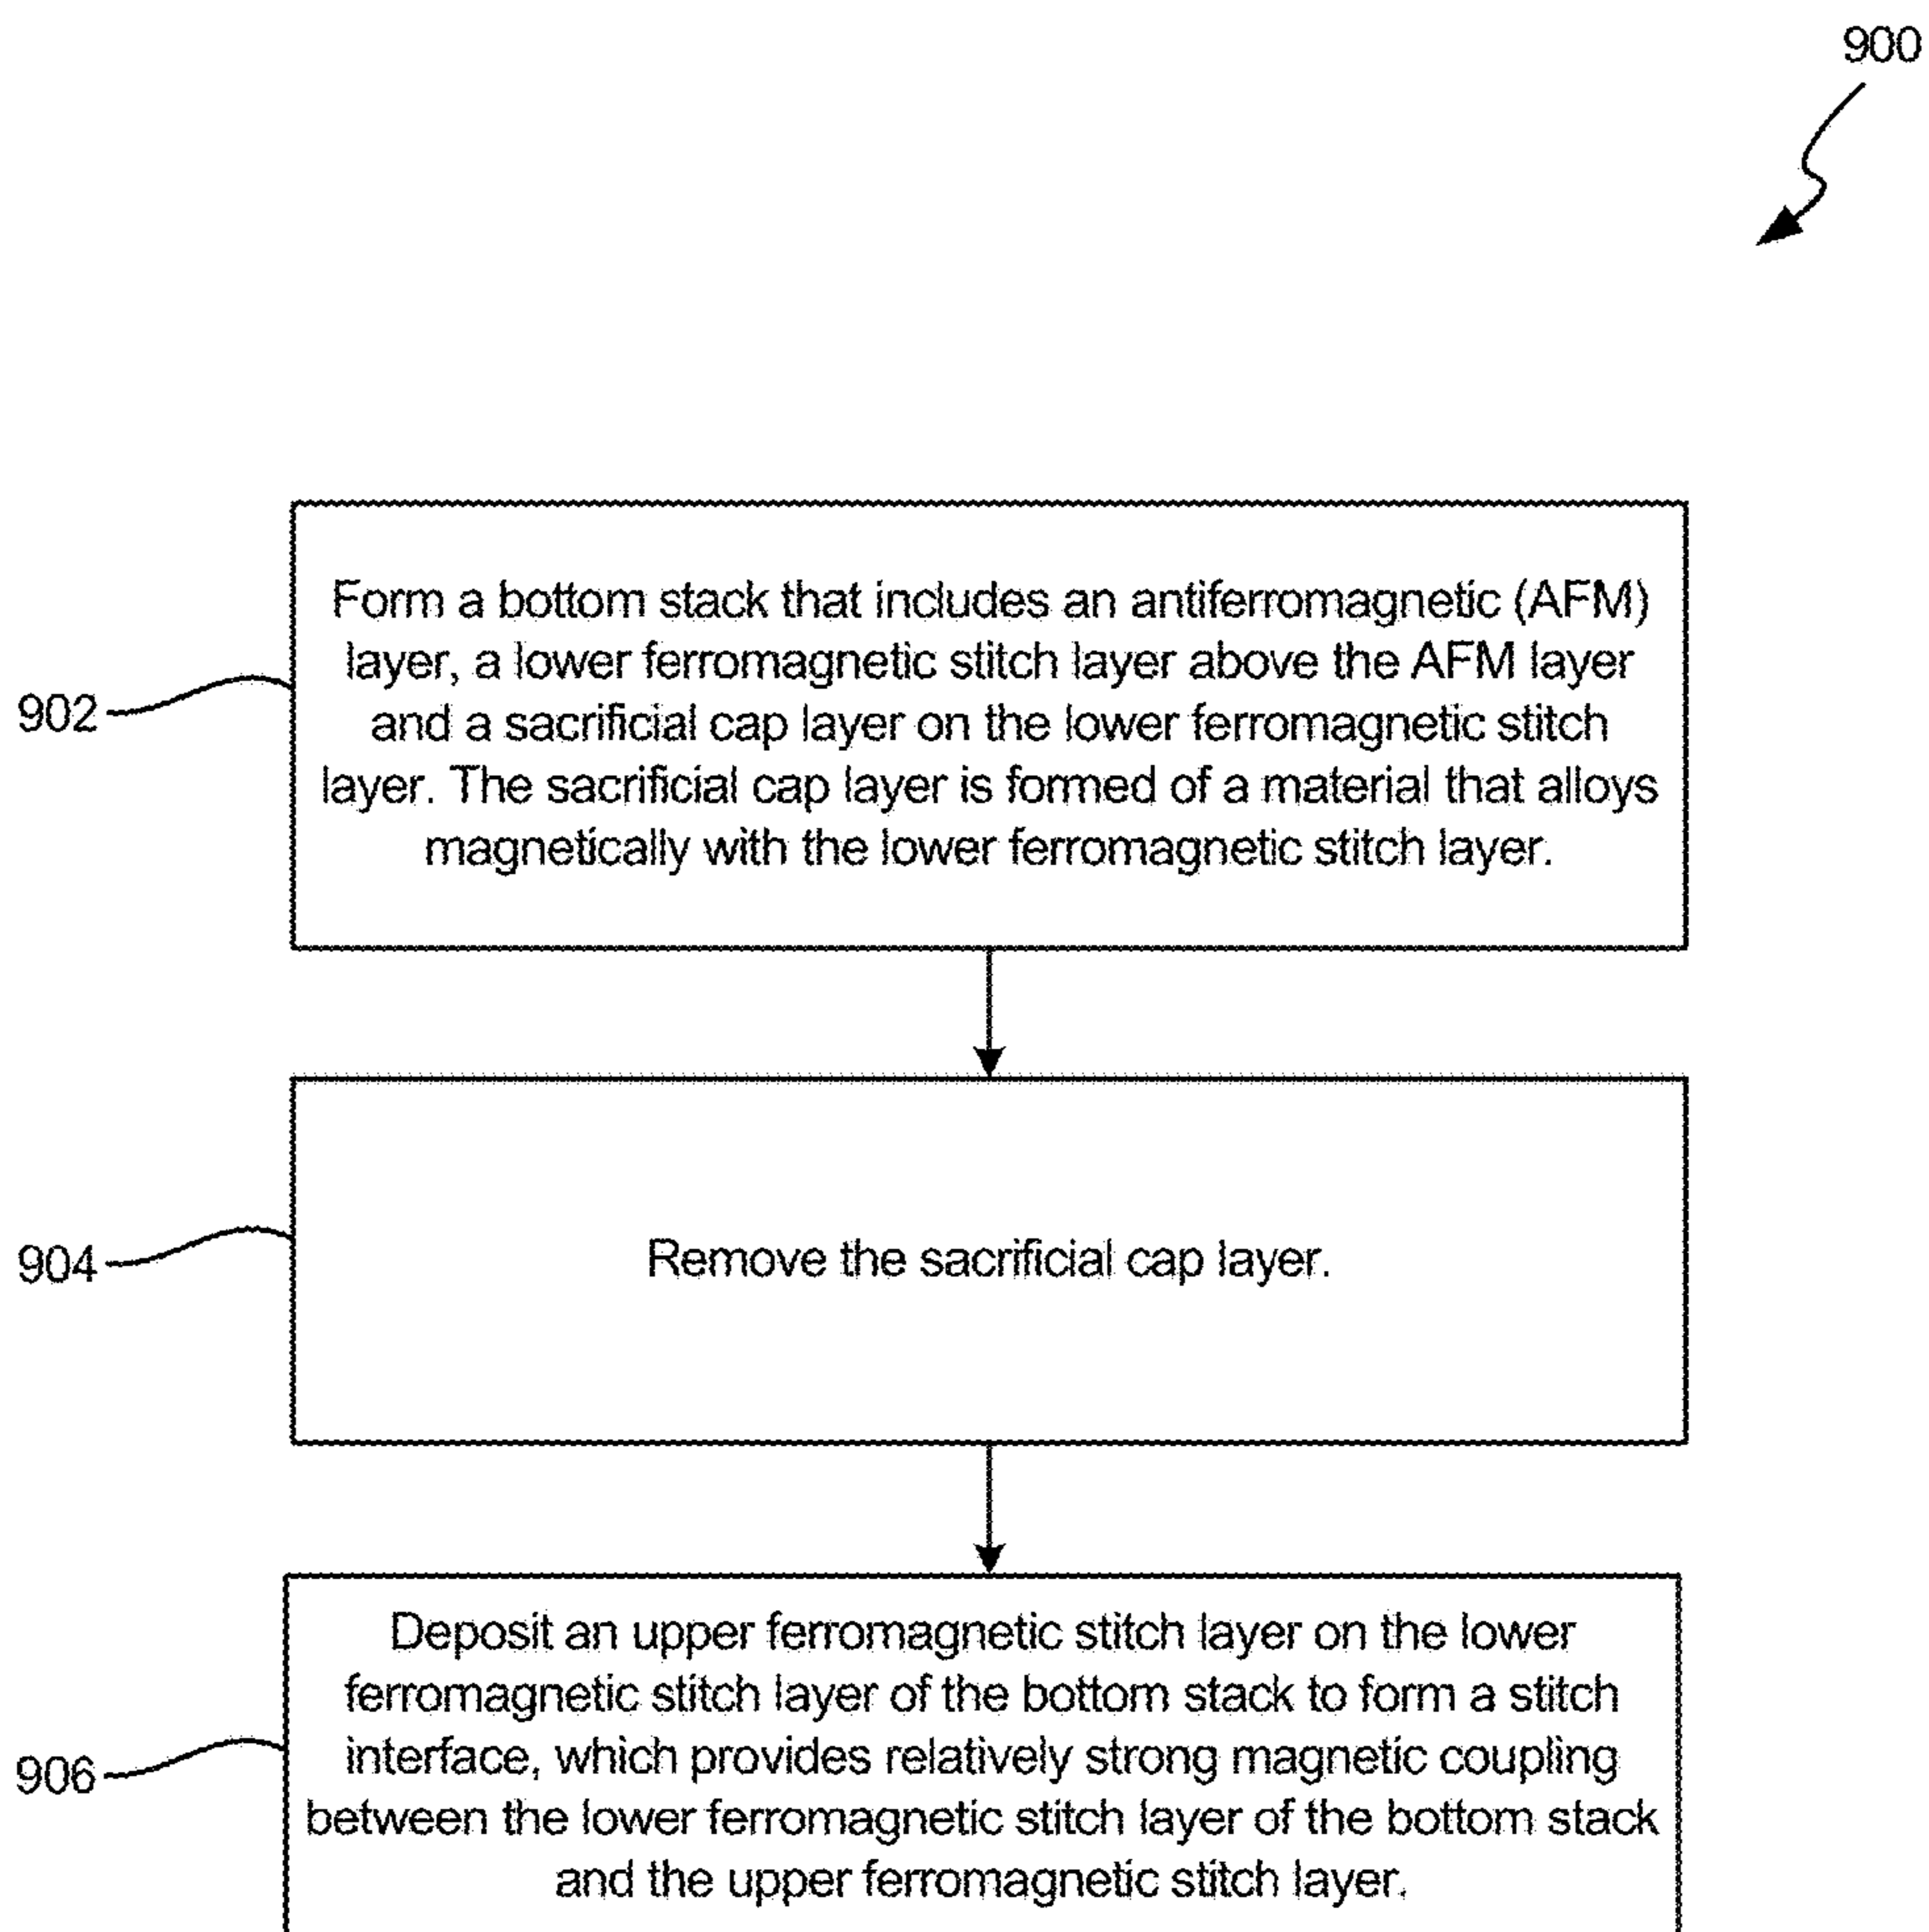 900
902
Form a bottom stack that includes an antiferromagnetic (AFM)
layer, a lower ferromagnetic stitch layer above the AFM layer
and a sacrificial cap layer on the lower ferromagnetic stitch
layer. The sacrificial cap layer is formed of a material that alloys
magnetically with the lower ferromagnetic stitch layer.
904
Remove the sacrificial cap layer.
906
Deposit an upper ferromagnetic stitch layer on the lower
ferromagnetic stitch layer of the bottom stack to form a stitch
interface, which provides relatively strong magnetic coupling
between the lower ferromagnetic stitch layer of the bottom stack
and the upper ferromagnetic stitch layer.